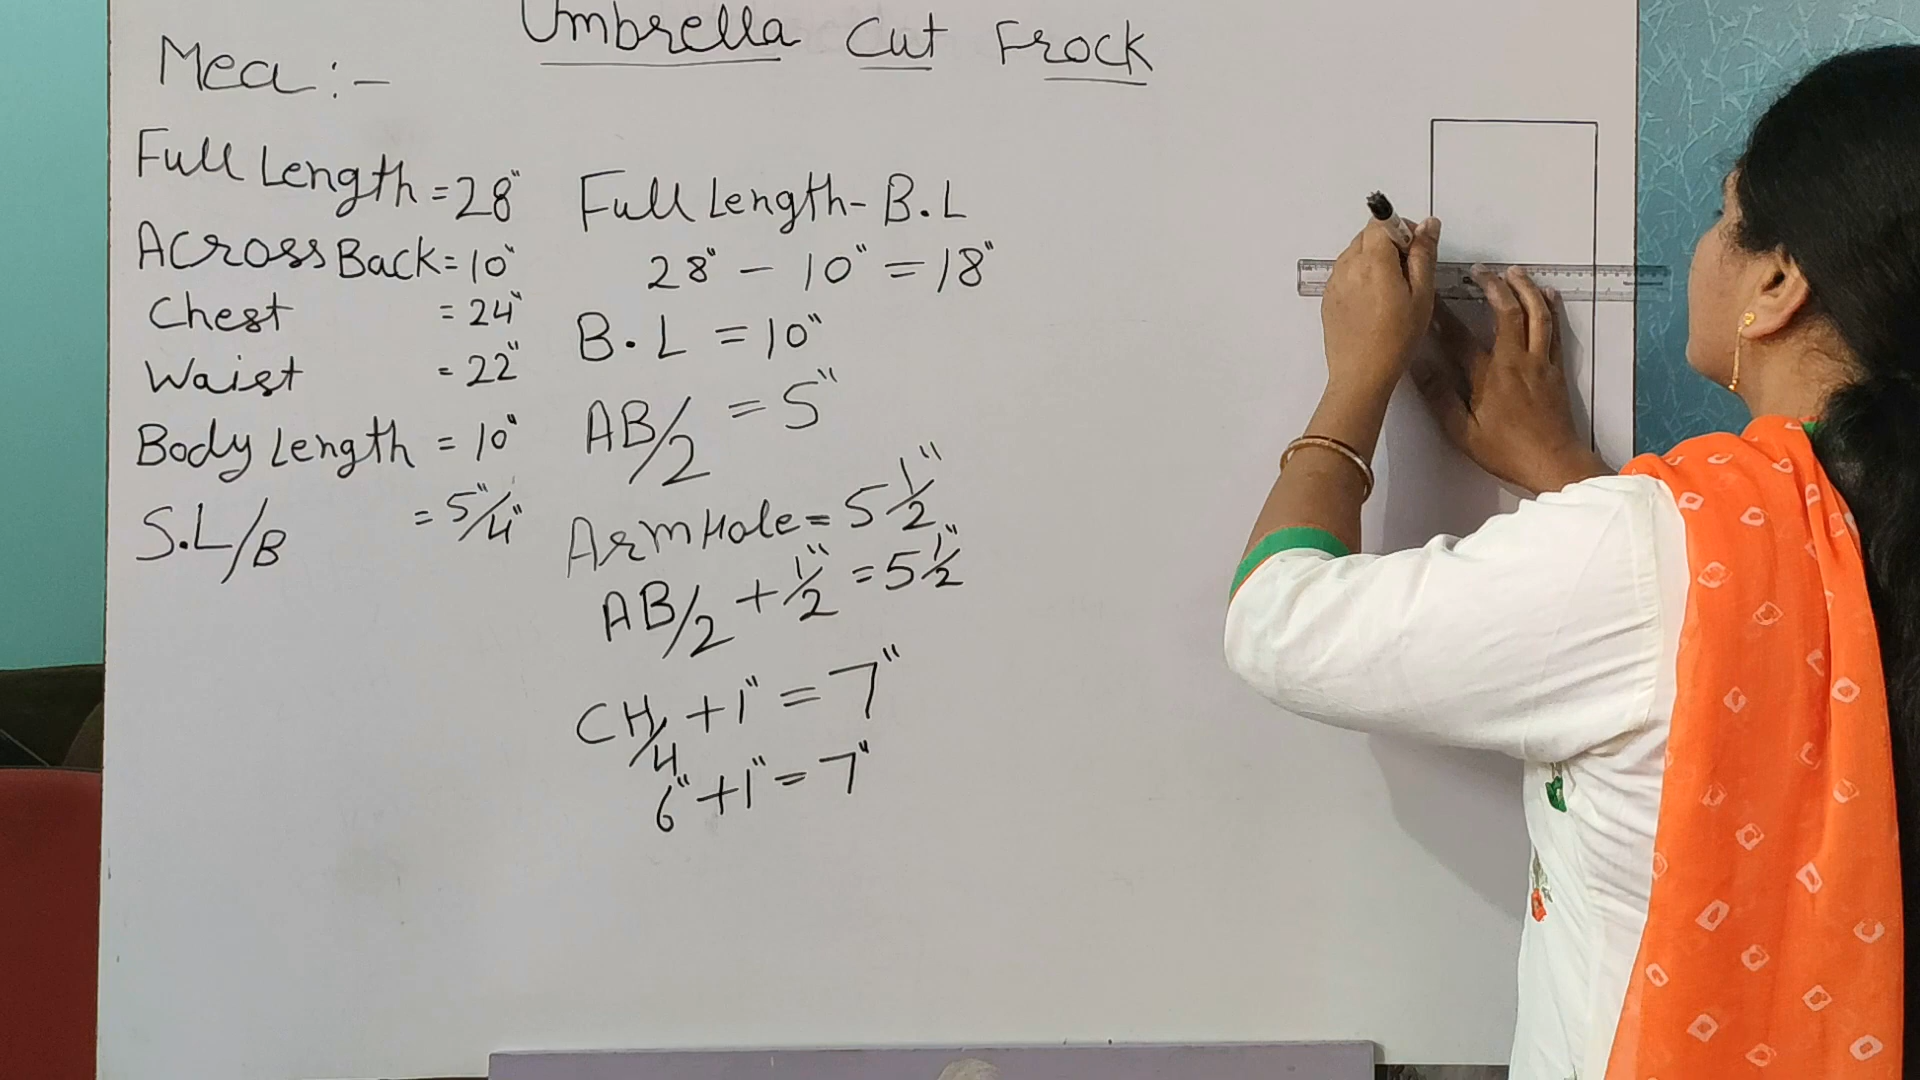 Umbrella Cut Frock
Mea :-
Full Length = 28"
Across Back = 10"
Chest = 24"
Waist = 22"
Body Length = 10"
S.L/B = 5"/4"
Full Length - B.L
28" - 10" = 18"
B.L = 10"
AB/2 = 5"
Arm Hole = 5 1/2"
AB/2 + 1/2" = 5 1/2"
CH/4 + 1" = 7"
6" + 1" = 7"